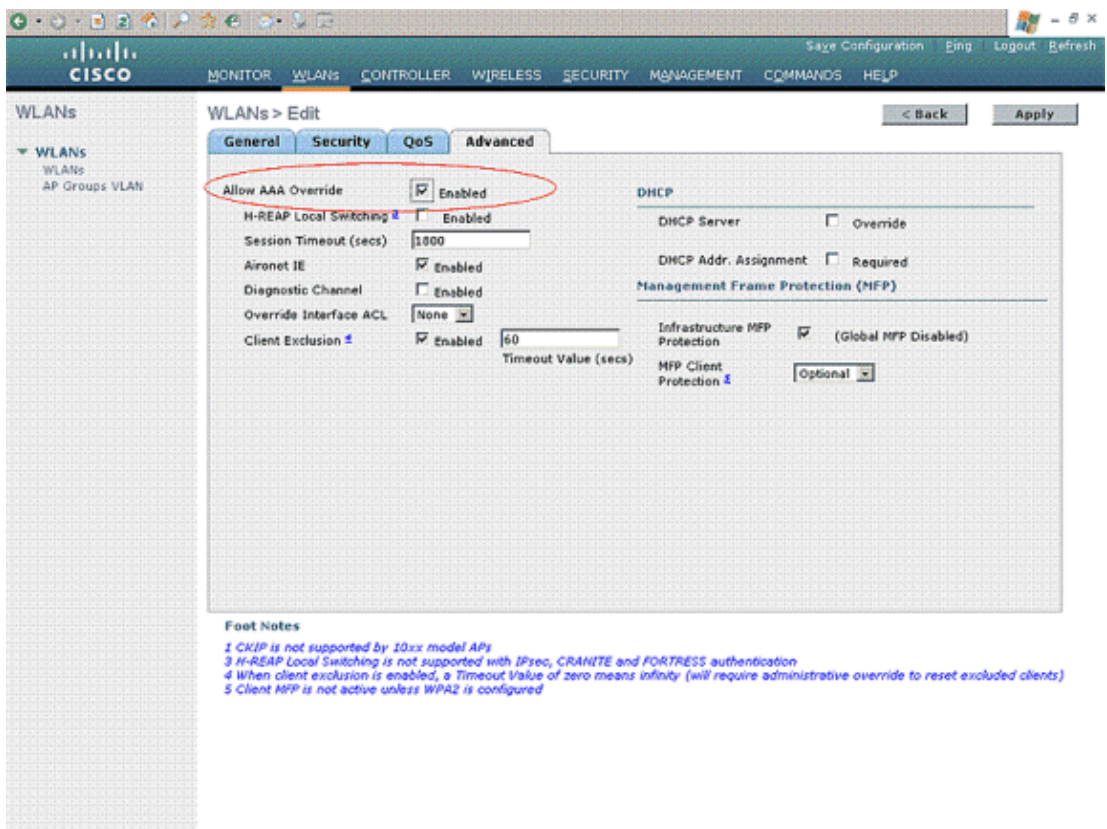 Save Configuration Ping Logout Refresh
CISCO
MONITOR WLANs CONTROLLER WIRELESS SECURITY MANAGEMENT COMMANDS HELP
WLANs
WLANs
WLANs
AP Groups VLAN
WLANs > Edit
< Back
Apply
General Security QoS Advanced
Allow AAA Override Enabled
H-REAP Local Switching Enabled
Session Timeout (secs) 1800
Aironet IE Enabled
Diagnostic Channel Enabled
Override Interface ACL None
Client Exclusion 4 Enabled 60
Timeout Value (secs)
DHCP
DHCP Server Override
DHCP Addr. Assignment Required
Management Frame Protection (MFP)
Infrastructure MFP
Protection (Global MFP Disabled)
MFP Client
Protection 5 Optional
Foot Notes
1 CKIP is not supported by 10xx model APs
3 H-REAP Local Switching is not supported with IPsec, CRANITE and FORTRESS authentication
4 When client exclusion is enabled, a Timeout Value of zero means infinity (will require administrative override to reset excluded clients)
5 Client MFP is not active unless WPA2 is configured